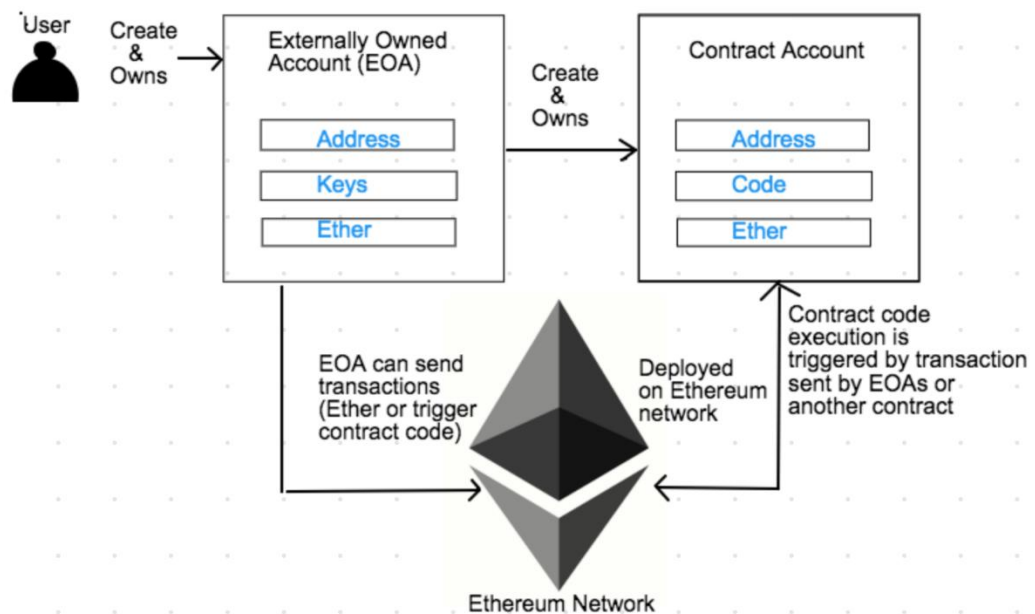 User
Create
&
Owns
Externally Owned
Account (EOA)
Address
Keys
Ether
Create
&
Owns
Contract Account
Address
Code
Ether
EOA can send
transactions
(Ether or trigger
contract code)
Deployed
on Ethereum
network
Contract code
execution is
triggered by transaction
sent by EOAs or
another contract
Ethereum Network